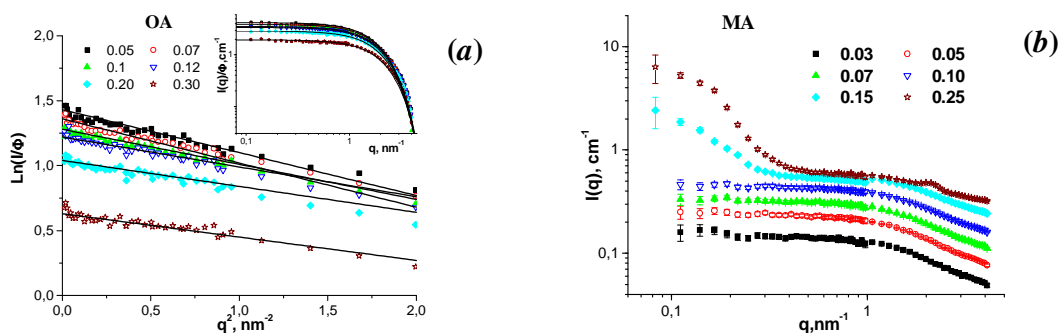 OA
0.05 0.07
0.1 0.12
0.20 0.30
2,0
1,5
1,0
0,5
0,0
Ln(I/Φ)
0,0 0,5 1,0 1,5 2,0
q², nm⁻²
I(q)/Φ, cm
0,1 1
q, nm⁻¹
(a)
MA
0.03 0.05
0.07 0.10
0.15 0.25
10
1
0,1
I(q), cm⁻¹
0,1 1
q,nm⁻¹
(b)